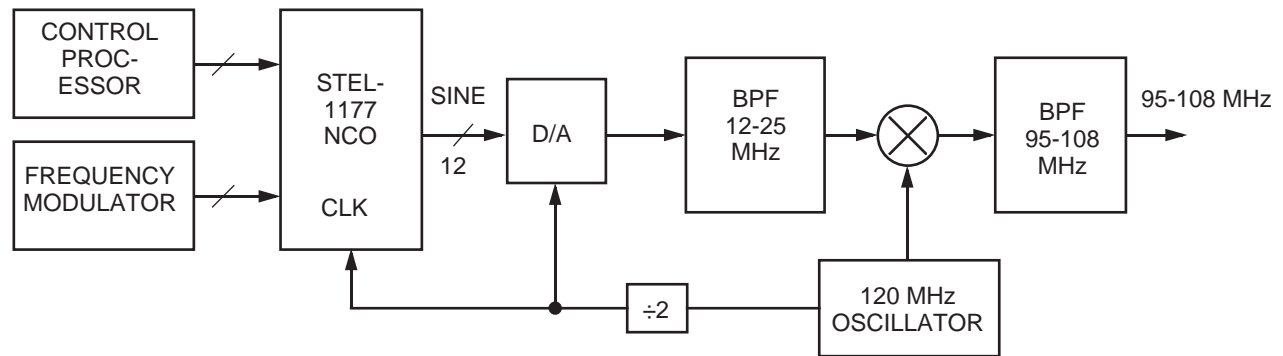 CONTROL
PROC-
ESSOR
FREQUENCY
MODULATOR
STEL-
1177
NCO
CLK
SINE
12
D/A
BPF
12-25
MHz
BPF
95-108
MHz
95-108 MHz
÷2
120 MHz
OSCILLATOR